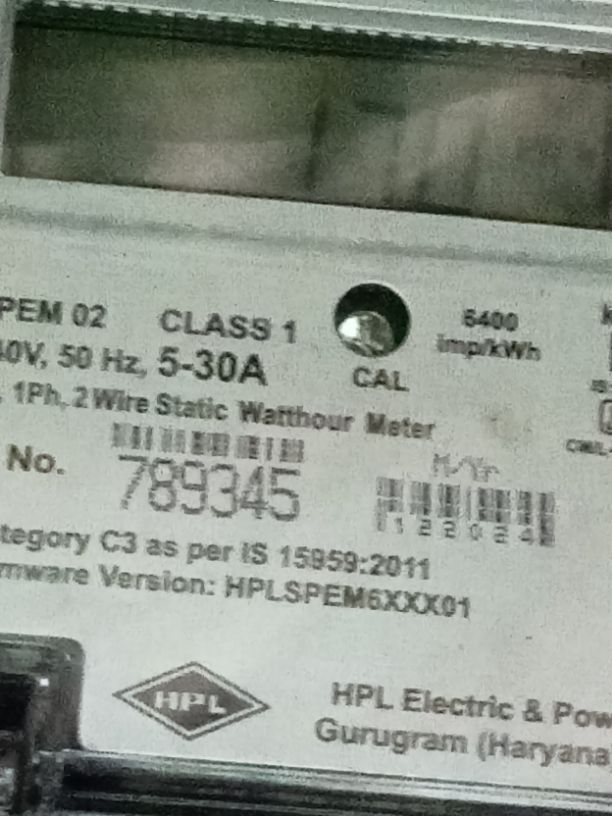 PEM 02 CLASS 1
6400
imp/kWh
0V, 50 Hz, 5-30A
CAL
1Ph, 2 Wire Static Watthour Meter
M/Yr
No. 789345
122024
tegory C3 as per IS 15959:2011
mware Version: HPLSPEM6XXX01
HPL
HPL Electric & Pow
Gurugram (Haryana